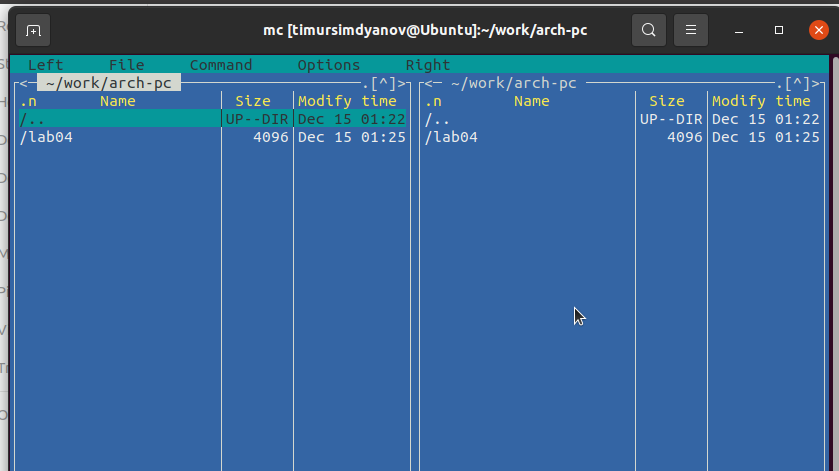 mc [timursimdyanov@Ubuntu]:~/work/arch-pc
Left File Command Options Right
<─ ~/work/arch-pc ─.[^]>
.n Name Size Modify time
/.. UP--DIR Dec 15 01:22
/lab04 4096 Dec 15 01:25
<─ ~/work/arch-pc ─.[^]>
.n Name Size Modify time
/.. UP--DIR Dec 15 01:22
/lab04 4096 Dec 15 01:25